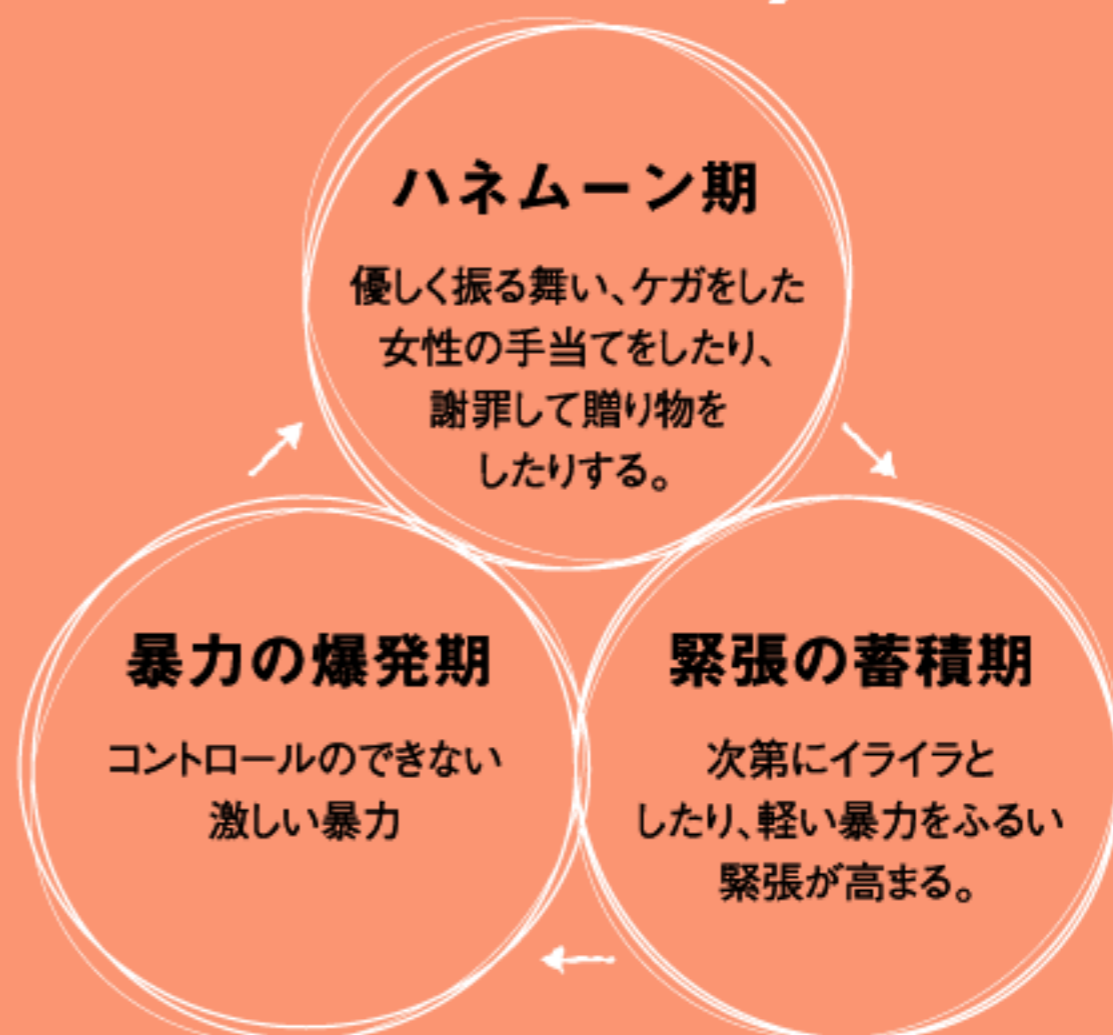 ハネムーン期
優しく振る舞い、ケガをした
女性の手当てをしたり、
謝罪して贈り物を
したりする。
暴力の爆発期
コントロールのできない
激しい暴力
緊張の蓄積期
次第にイライラと
したり、軽い暴力をふるい
緊張が高まる。